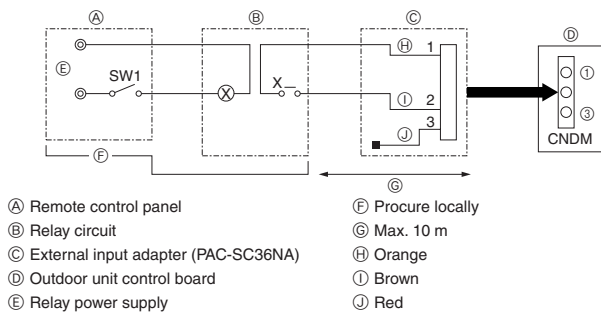 Ⓐ Ⓑ Ⓒ Ⓓ
Ⓔ SW1 X X Ⓗ 1 ①
Ⓘ 2
Ⓙ 3 ③
CNDM
Ⓕ Ⓖ
Ⓐ Remote control panel
Ⓑ Relay circuit
Ⓒ External input adapter (PAC-SC36NA)
Ⓓ Outdoor unit control board
Ⓔ Relay power supply
Ⓕ Procure locally
Ⓖ Max. 10 m
Ⓗ Orange
Ⓘ Brown
Ⓙ Red